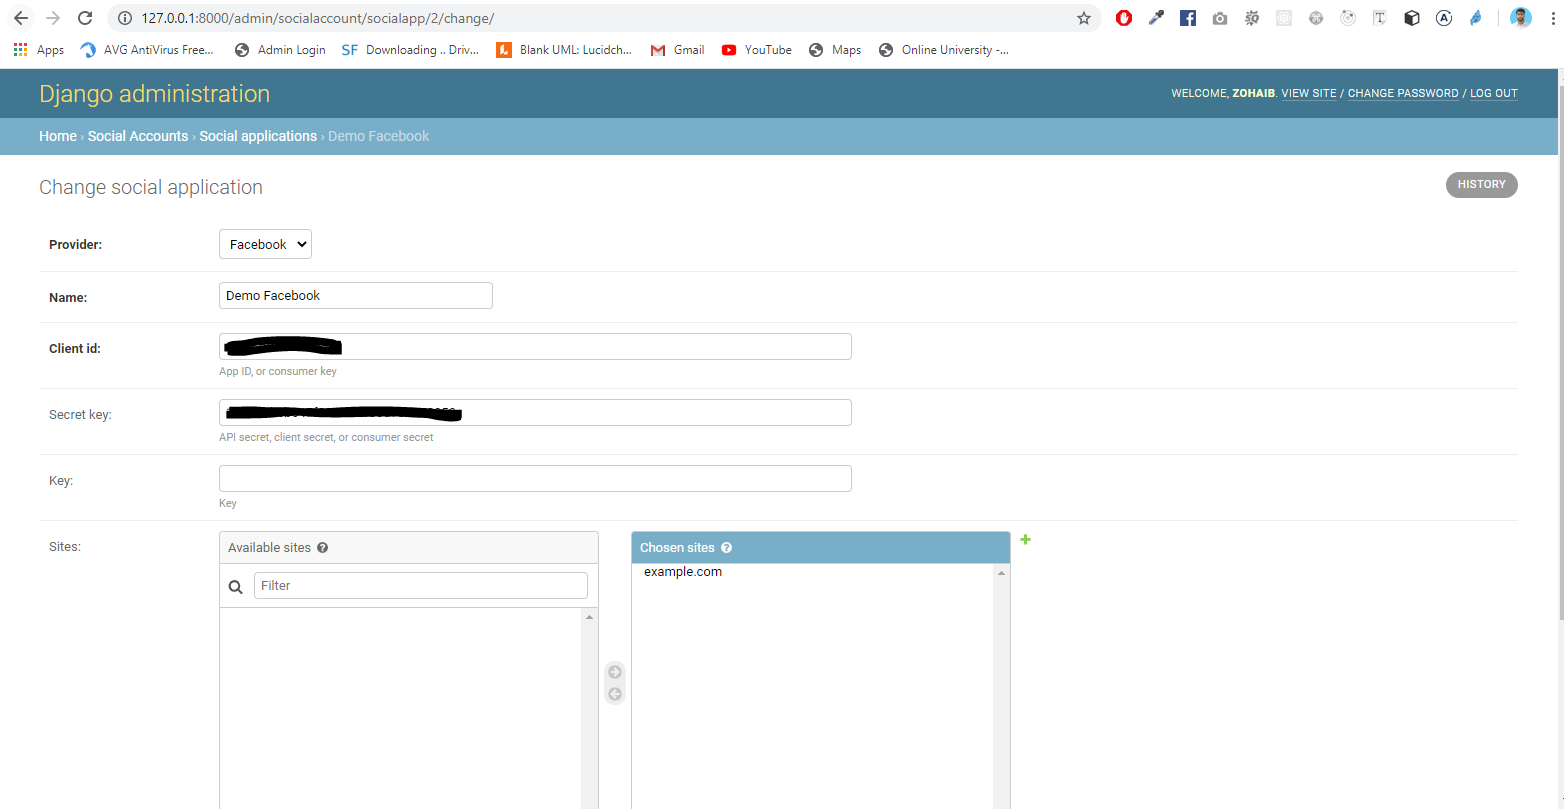 127.0.0.1:8000/admin/socialaccount/socialapp/2/change/
Apps AVG AntiVirus Free... Admin Login SF Downloading .. Driv... Blank UML: Lucidch... Gmail YouTube Maps Online University -...
Django administration
WELCOME, ZOHAIB. VIEW SITE / CHANGE PASSWORD / LOG OUT
Home › Social Accounts › Social applications › Demo Facebook
Change social application
HISTORY
Provider: Facebook
Name: Demo Facebook
Client id:
App ID, or consumer key
Secret key:
API secret, client secret, or consumer secret
Key:
Key
Sites:
Available sites
Filter
Chosen sites
example.com